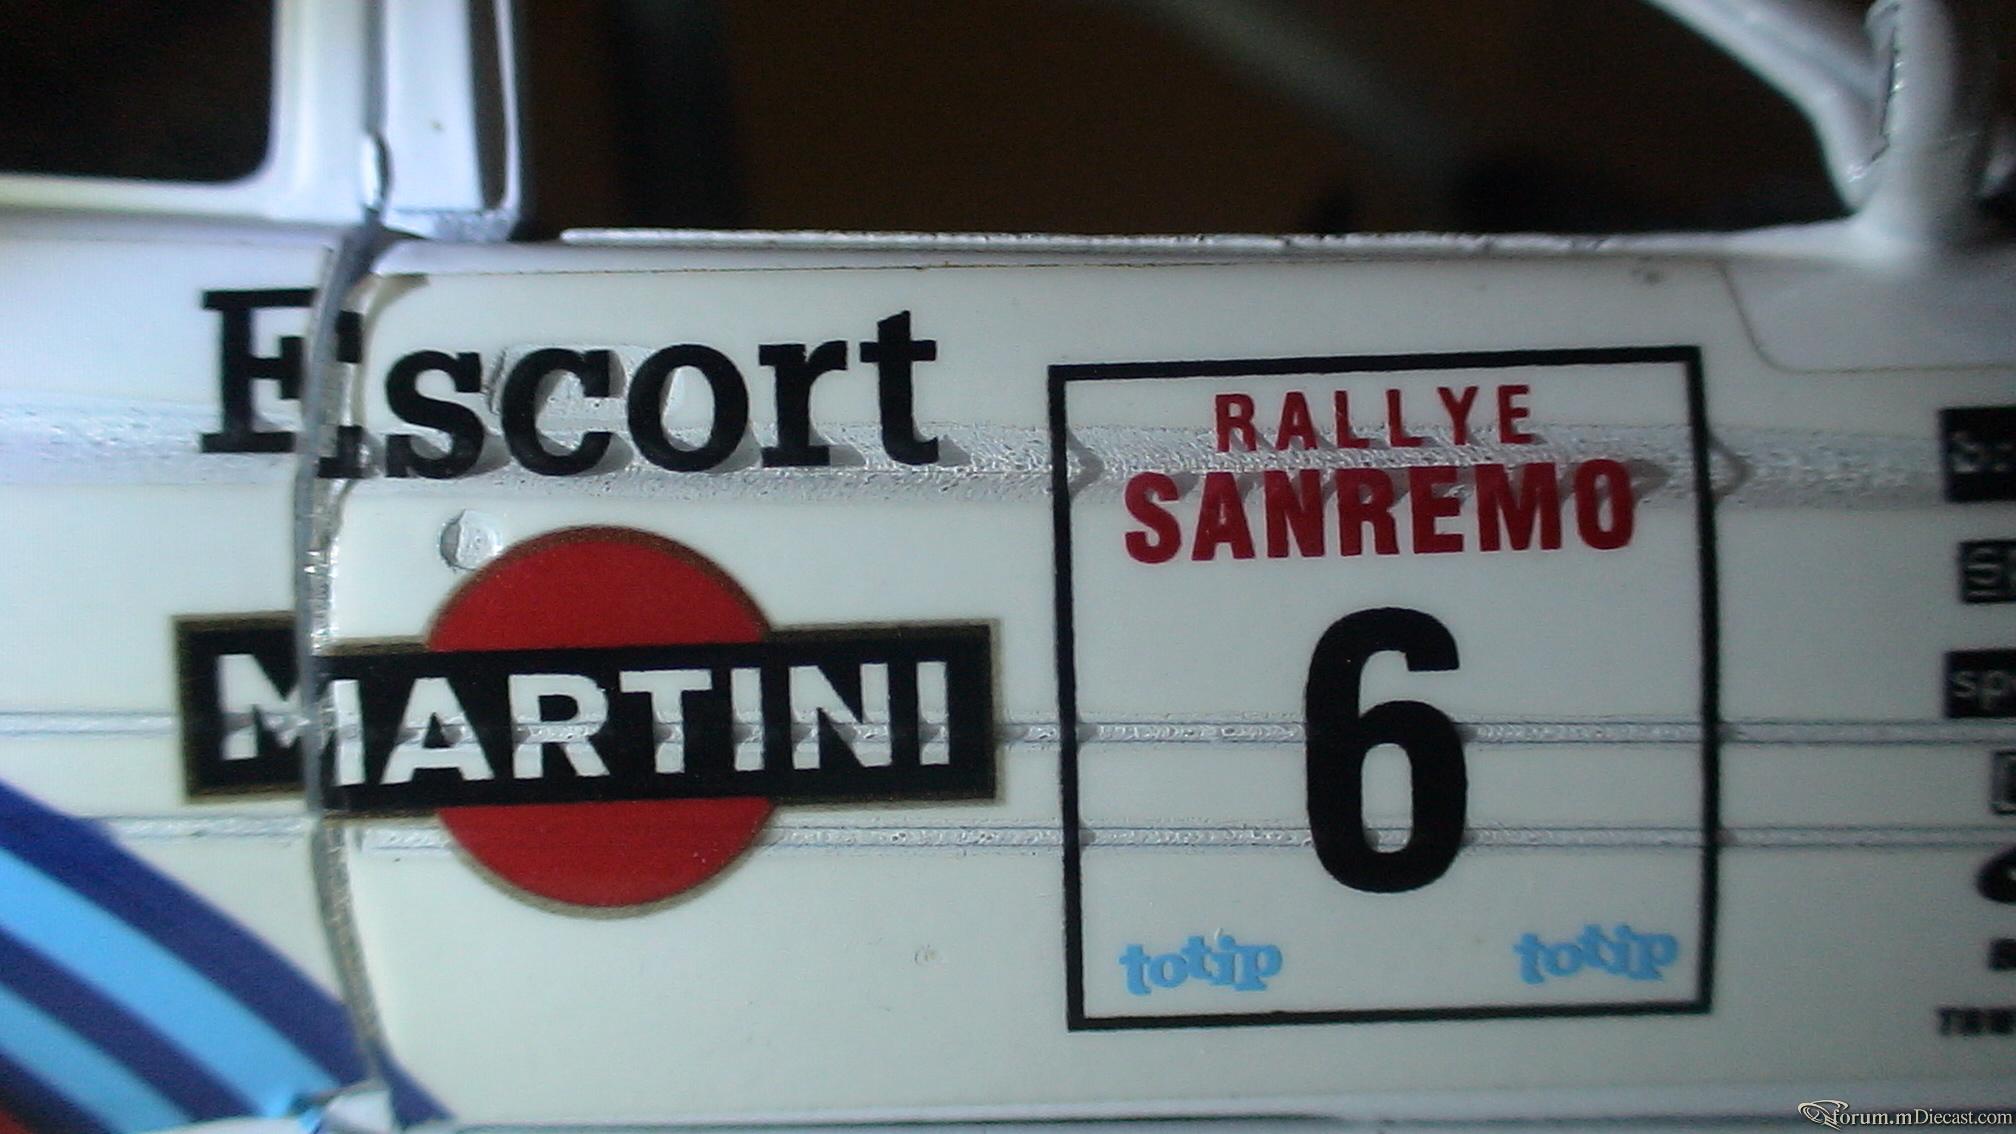 Escort
RALLYE
SANREMO
MARTINI
6
totip totip
forum.mDiecast.com